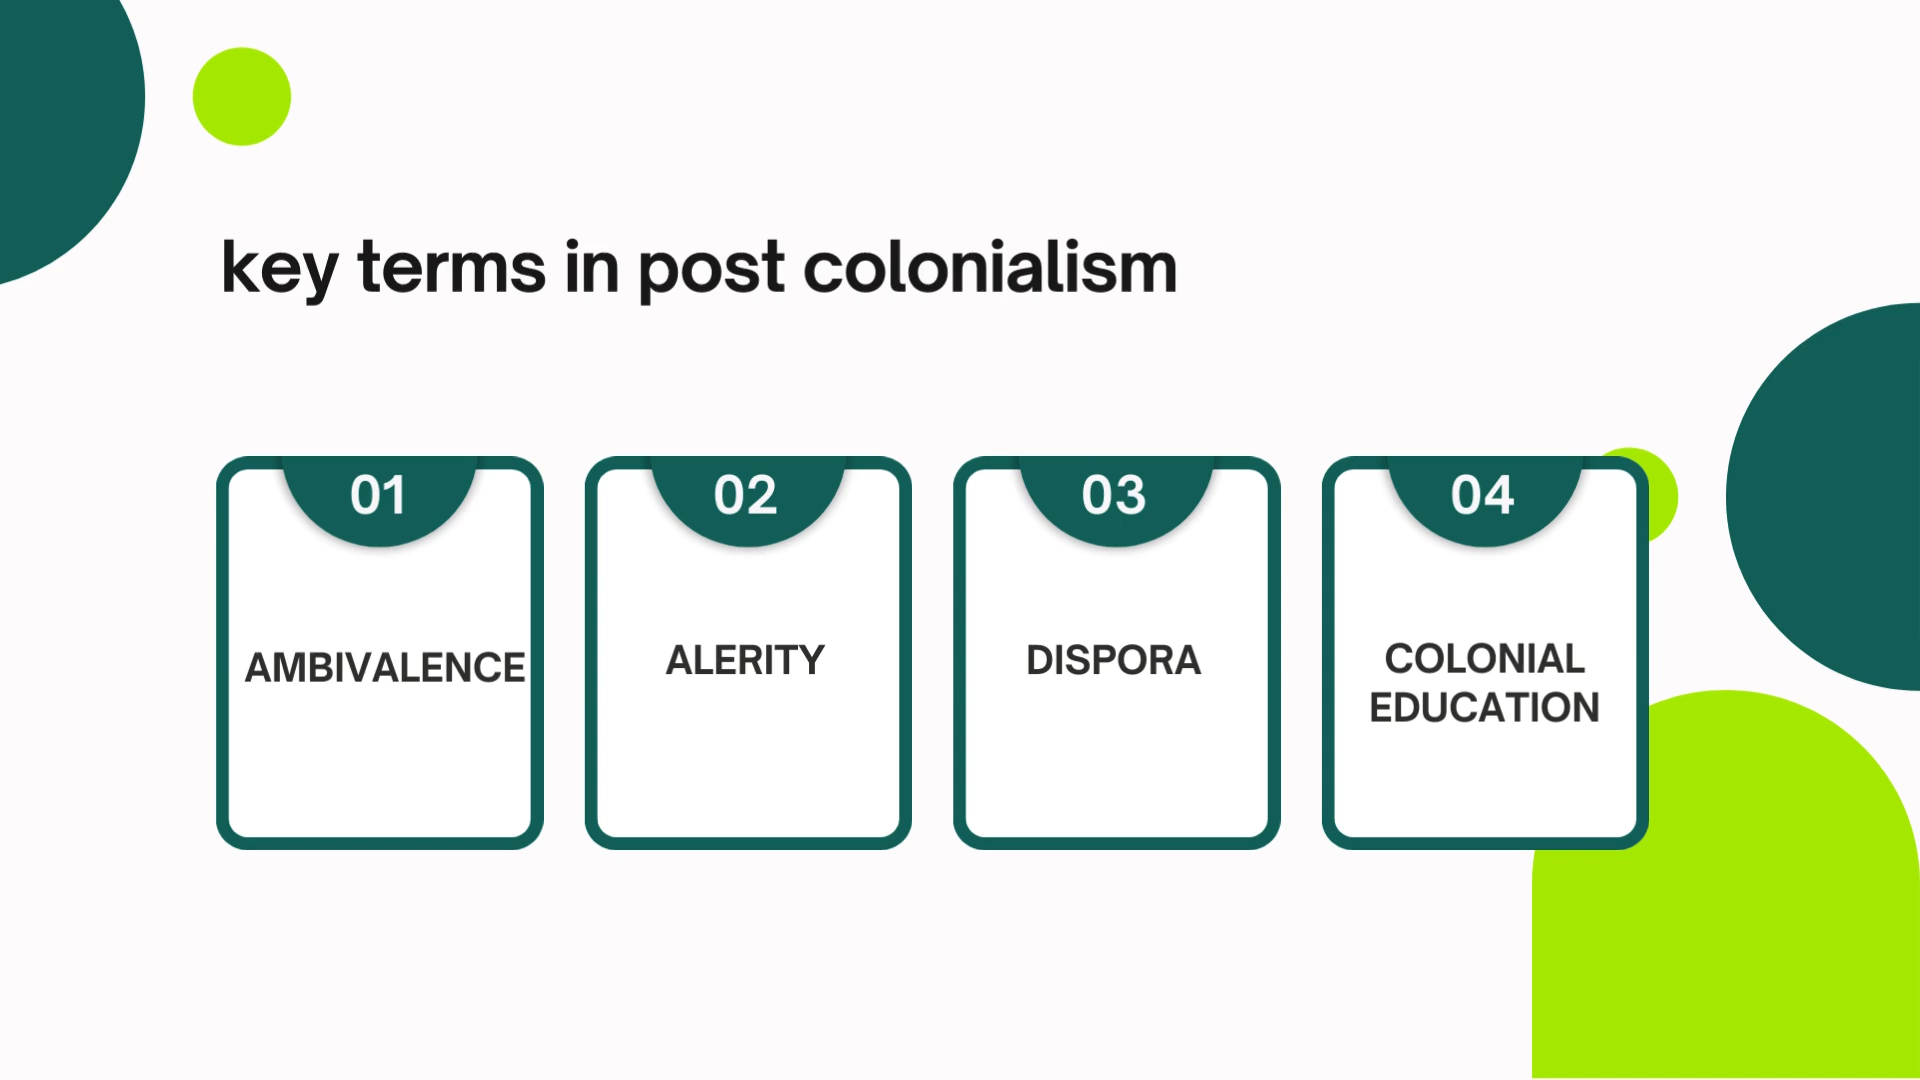 key terms in post colonialism
01
AMBIVALENCE
02
ALERITY
03
DISPORA
04
COLONIAL
EDUCATION